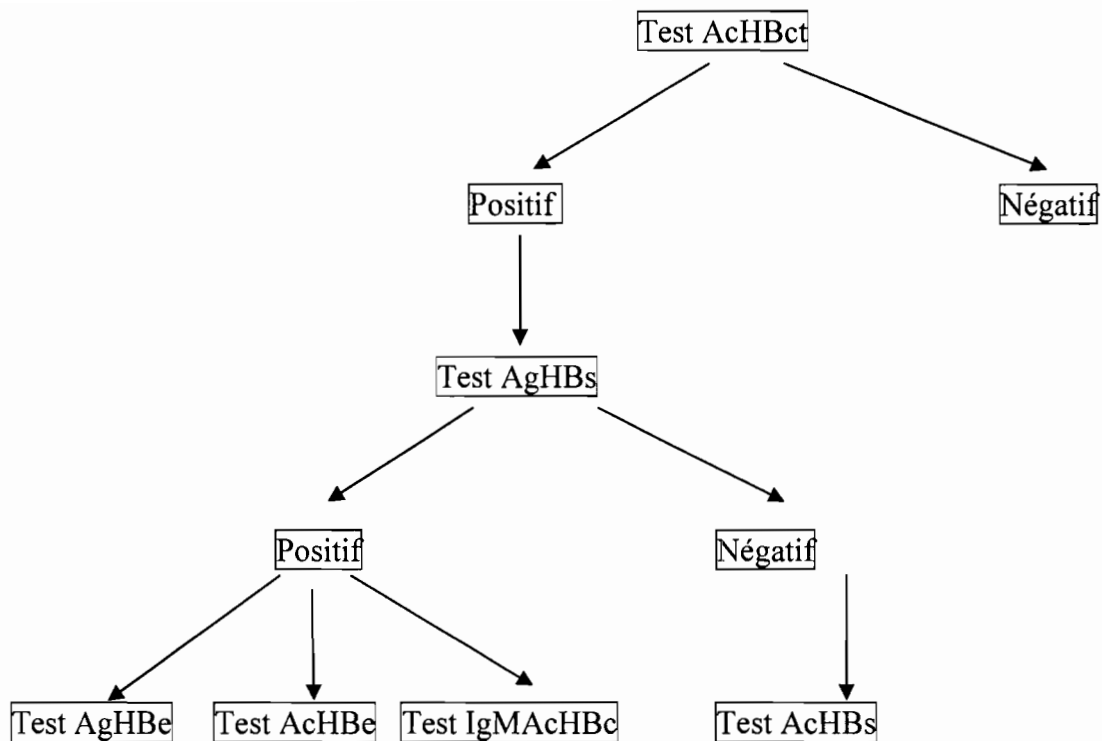 Test AcHBct
Positif
Négatif
Test AgHBs
Positif
Négatif
Test AgHBe
Test AcHBe
Test IgMAcHBc
Test AcHBs